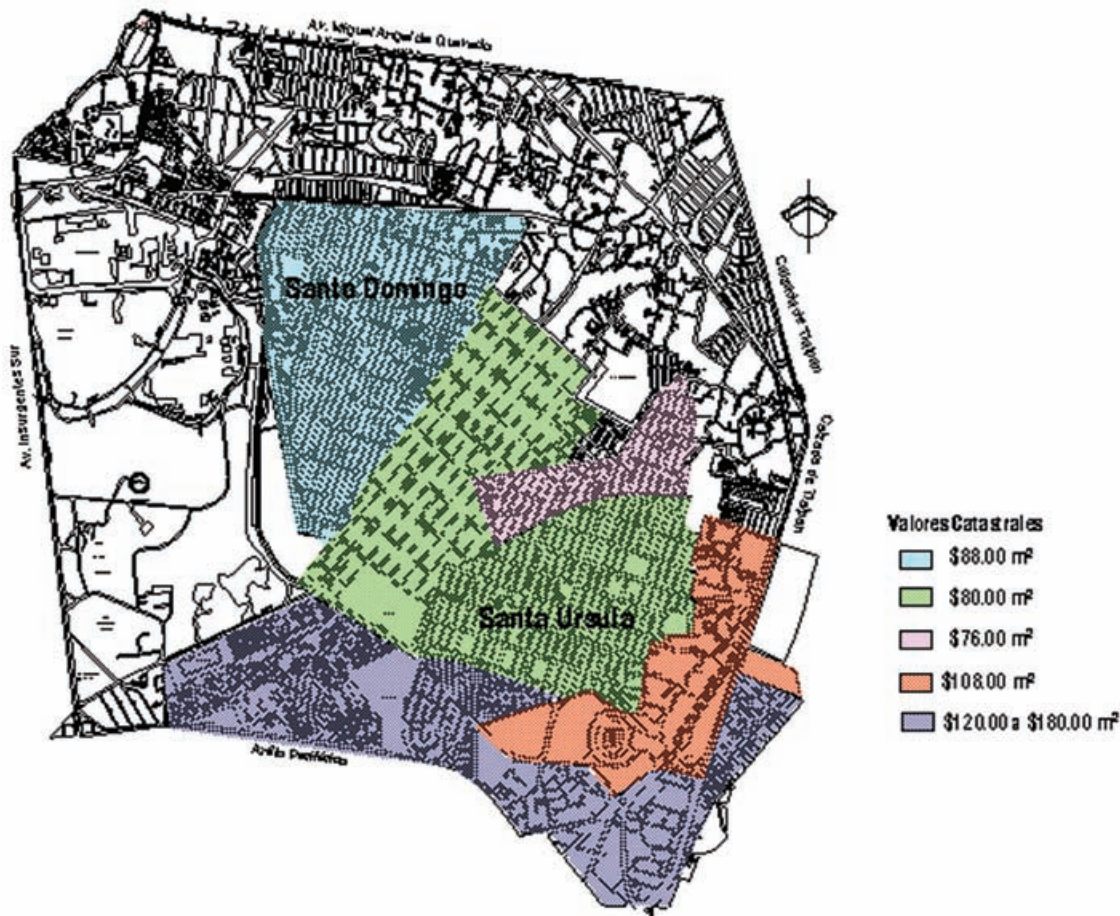 Av. Miguel Angel de Quevedo
Santo Domingo
Calzada de Tlalpan
Av. Insurgentes Sur
Calzada de Tlalpan
Santa Ursula
Anillo Periférico
Valores Catastrales
$88.00 m²
$80.00 m²
$76.00 m²
$108.00 m²
$120.00 a $180.00 m²